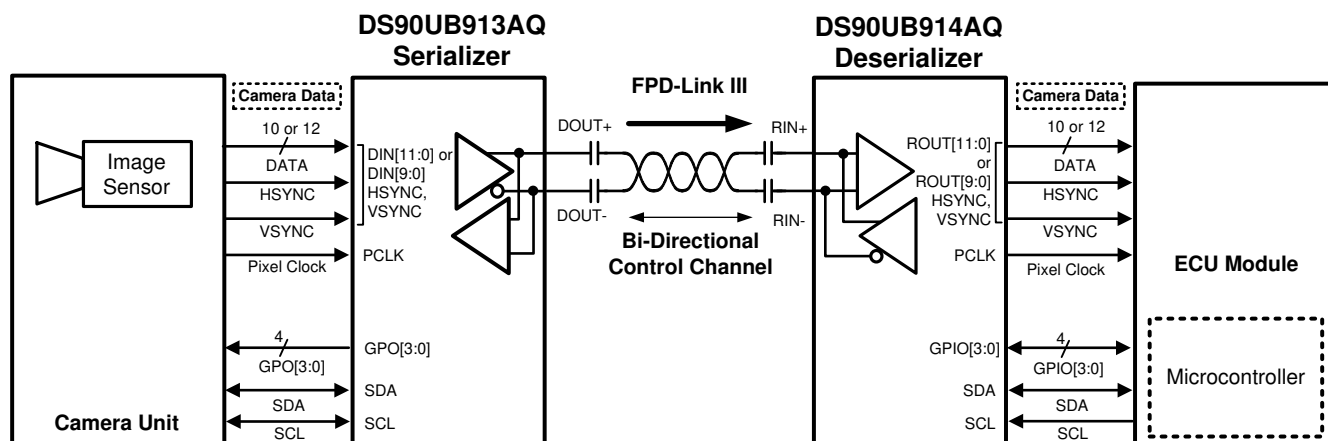 DS90UB913AQ
Serializer
DS90UB914AQ
Deserializer
Camera Data
FPD-Link III
Camera Data
10 or 12
DATA
HSYNC
VSYNC
Pixel Clock
Image
Sensor
DIN[11:0] or
DIN[9:0]
HSYNC,
VSYNC
PCLK
DOUT+
DOUT-
RIN+
RIN-
Bi-Directional
Control Channel
ROUT[11:0]
or
ROUT[9:0]
HSYNC,
VSYNC
PCLK
10 or 12
DATA
HSYNC
VSYNC
Pixel Clock
ECU Module
4
GPO[3:0]
SDA
SCL
GPO[3:0]
SDA
SCL
GPIO[3:0]
SDA
SCL
4
GPIO[3:0]
SDA
SCL
Microcontroller
Camera Unit